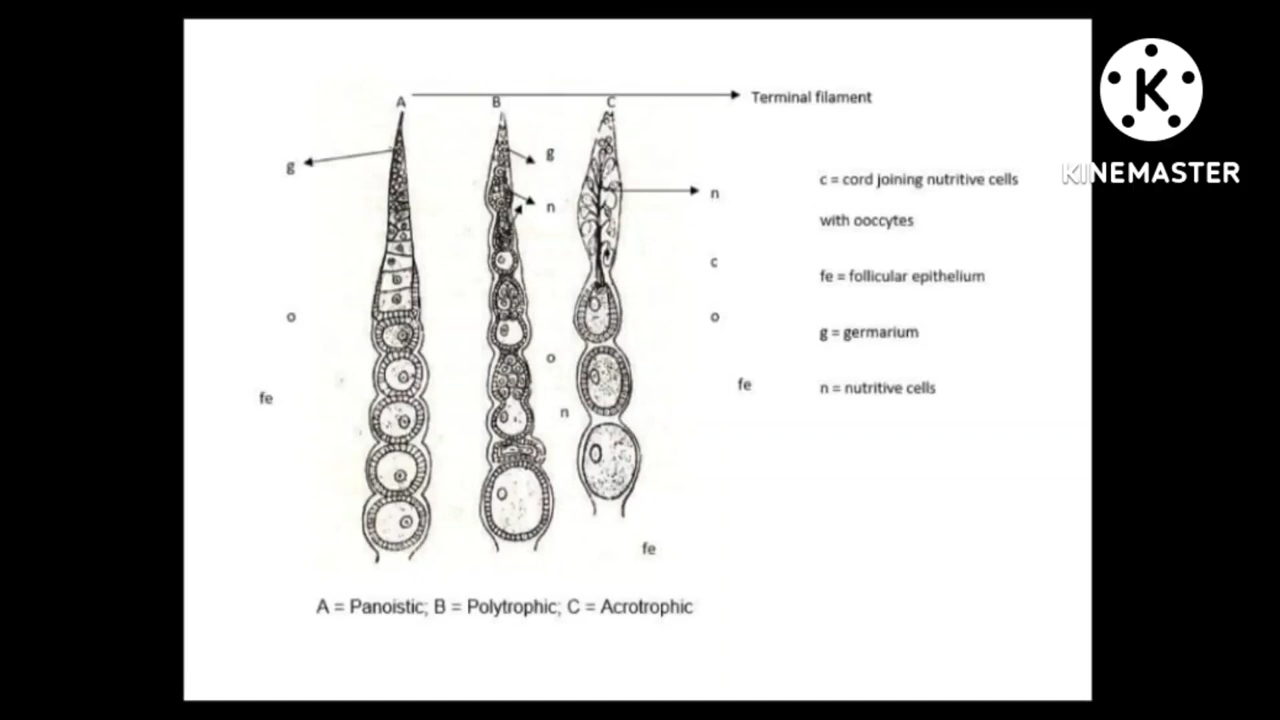 A
B
C
Terminal filament
K
KINEMASTER
g
g
n
n
c
o
o
o
fe
n
fe
fe
c = cord joining nutritive cells
with ooccytes
fe = follicular epithelium
g = germarium
n = nutritive cells
A = Panoistic; B = Polytrophic; C = Acrotrophic